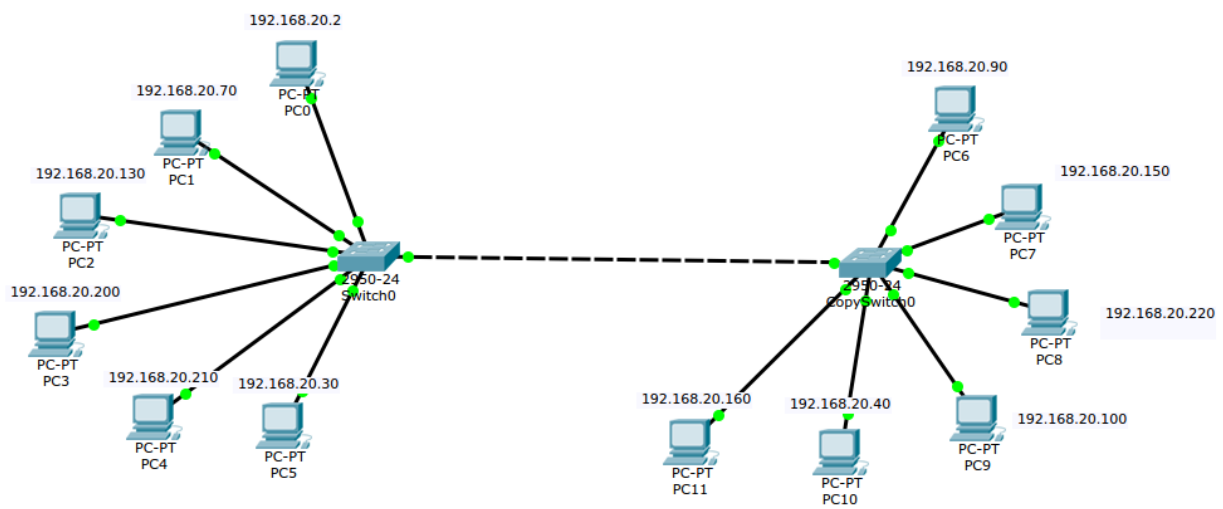 192.168.20.2
PC-PT
PC0
192.168.20.70
PC-PT
PC1
192.168.20.130
PC-PT
PC2
192.168.20.200
PC-PT
PC3
192.168.20.210
PC-PT
PC4
192.168.20.30
PC-PT
PC5
2950-24
Switch0
192.168.20.90
PC-PT
PC6
192.168.20.150
PC-PT
PC7
2950-24
CopySwitch0
192.168.20.220
PC-PT
PC8
192.168.20.100
PC-PT
PC9
192.168.20.40
PC-PT
PC10
192.168.20.160
PC-PT
PC11